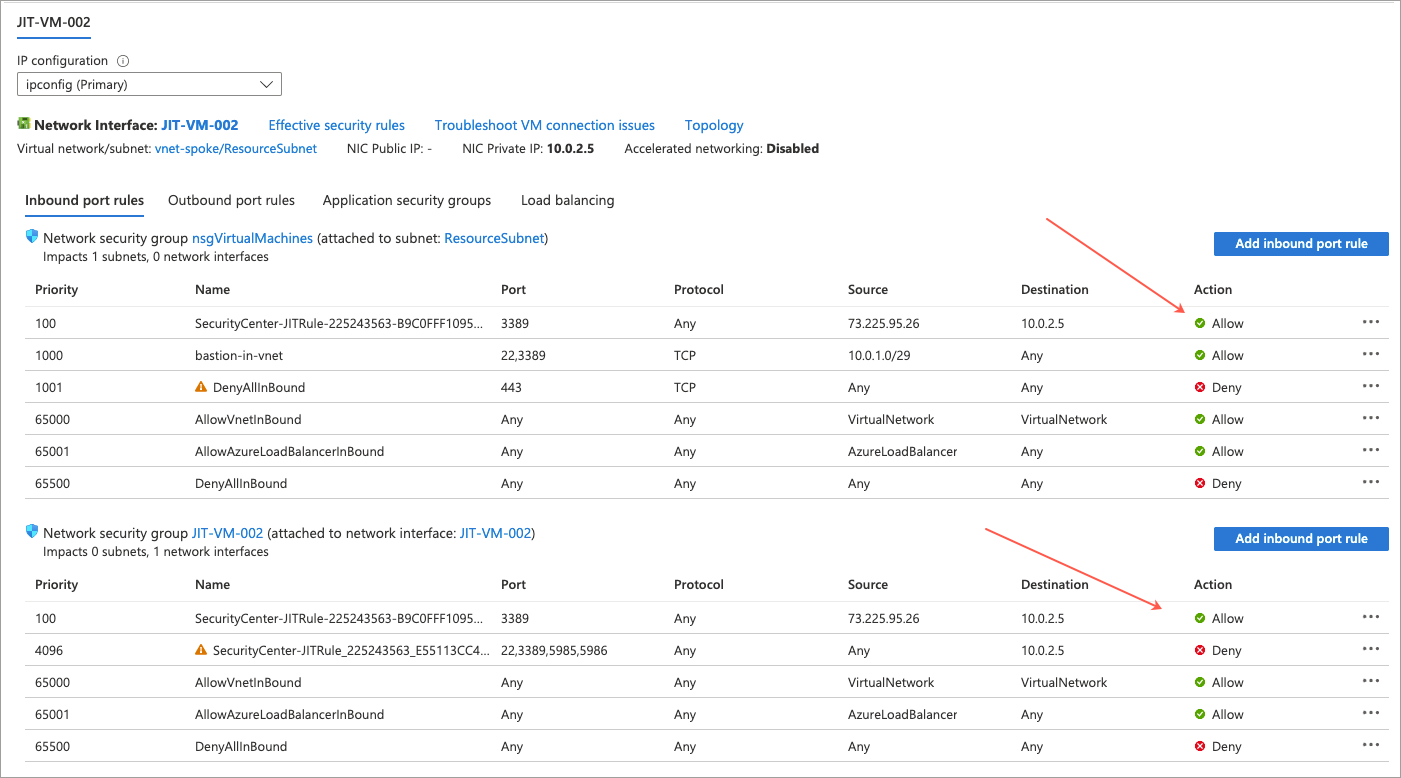 JIT-VM-002
IP configuration
ipconfig (Primary)
Network Interface: JIT-VM-002 Effective security rules Troubleshoot VM connection issues Topology
Virtual network/subnet: vnet-spoke/ResourceSubnet NIC Public IP: - NIC Private IP: 10.0.2.5 Accelerated networking: Disabled
Inbound port rules Outbound port rules Application security groups Load balancing
Network security group nsgVirtualMachines (attached to subnet: ResourceSubnet)
Impacts 1 subnets, 0 network interfaces
Add inbound port rule
Priority Name Port Protocol Source Destination Action
100 SecurityCenter-JITRule-225243563-B9C0FFF1095... 3389 Any 73.225.95.26 10.0.2.5 Allow
1000 bastion-in-vnet 22,3389 TCP 10.0.1.0/29 Any Allow
1001 DenyAllInBound 443 TCP Any Any Deny
65000 AllowVnetInBound Any Any VirtualNetwork VirtualNetwork Allow
65001 AllowAzureLoadBalancerInBound Any Any AzureLoadBalancer Any Allow
65500 DenyAllInBound Any Any Any Any Deny
Network security group JIT-VM-002 (attached to network interface: JIT-VM-002)
Impacts 0 subnets, 1 network interfaces
Add inbound port rule
Priority Name Port Protocol Source Destination Action
100 SecurityCenter-JITRule-225243563-B9C0FFF1095... 3389 Any 73.225.95.26 10.0.2.5 Allow
4096 SecurityCenter-JITRule_225243563_E55113CC4... 22,3389,5985,5986 Any Any 10.0.2.5 Deny
65000 AllowVnetInBound Any Any VirtualNetwork VirtualNetwork Allow
65001 AllowAzureLoadBalancerInBound Any Any AzureLoadBalancer Any Allow
65500 DenyAllInBound Any Any Any Any Deny